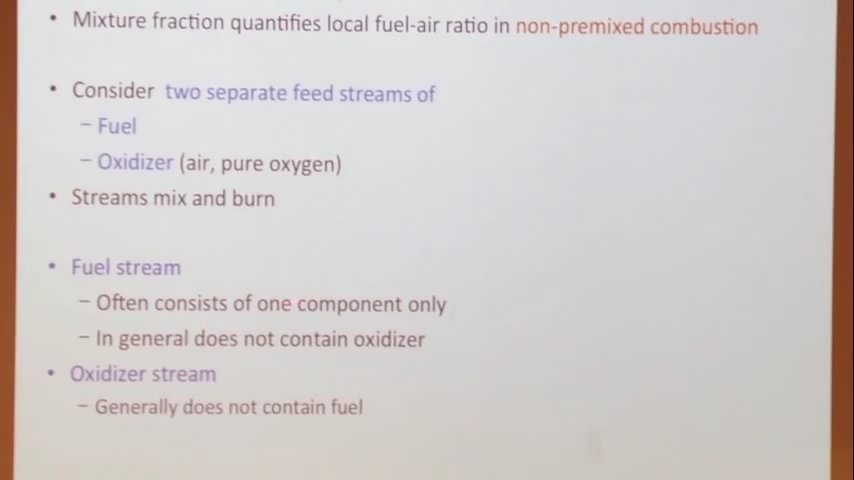 • Mixture fraction quantifies local fuel-air ratio in non-premixed combustion
• Consider two separate feed streams of
– Fuel
– Oxidizer (air, pure oxygen)
• Streams mix and burn
• Fuel stream
– Often consists of one component only
– In general does not contain oxidizer
• Oxidizer stream
– Generally does not contain fuel